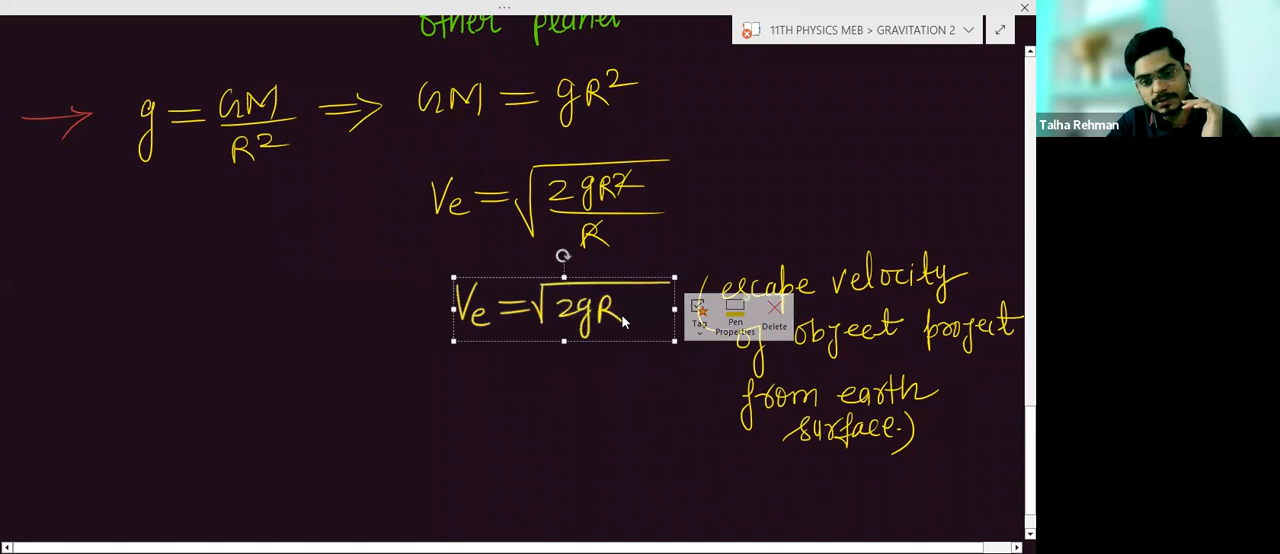 other planet
11TH PHYSICS MEB > GRAVITATION 2
Talha Rehman
→ g = GM/R² ⇒ GM = gR²
Ve = √(2gR²/R)
Ve = √2gR
(escape velocity
of object project
from earth
surface.)
Tag
Pen Properties
Delete